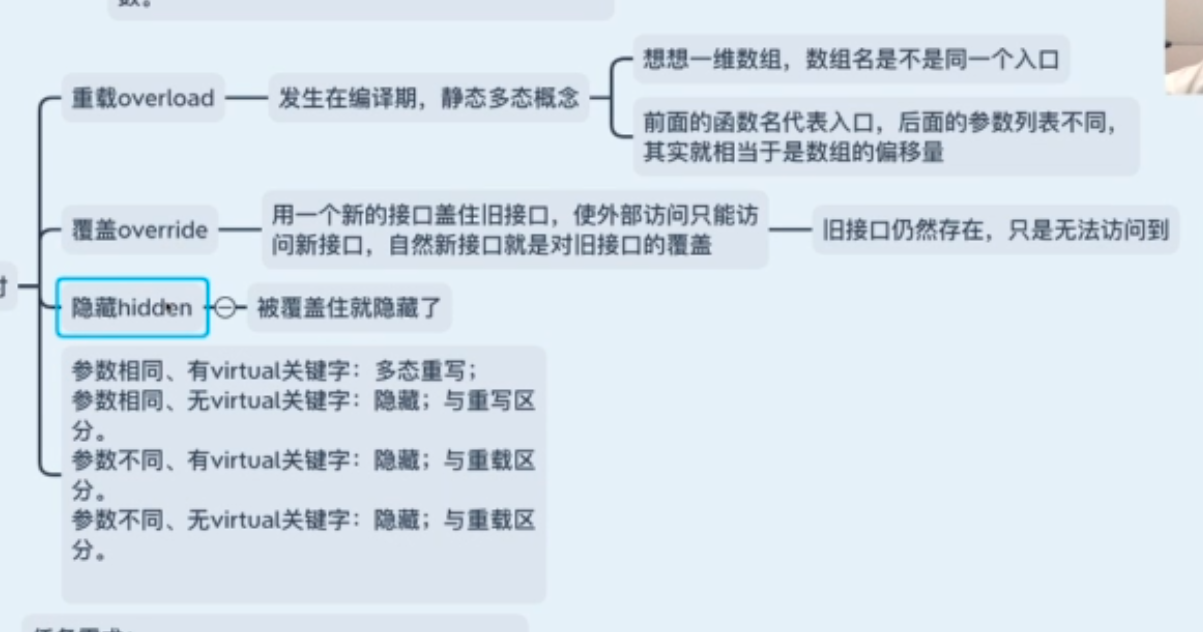 数。
重载overload
发生在编译期，静态多态概念
想想一维数组，数组名是不是同一个入口
前面的函数名代表入口，后面的参数列表不同，
其实就相当于是数组的偏移量
覆盖override
用一个新的接口盖住旧接口，使外部访问只能访
问新接口，自然新接口就是对旧接口的覆盖
旧接口仍然存在，只是无法访问到
隐藏hidden
被覆盖住就隐藏了
参数相同、有virtual关键字：多态重写；
参数相同、无virtual关键字：隐藏；与重写区
分。
参数不同、有virtual关键字：隐藏；与重载区
分。
参数不同、无virtual关键字：隐藏；与重载区
分。